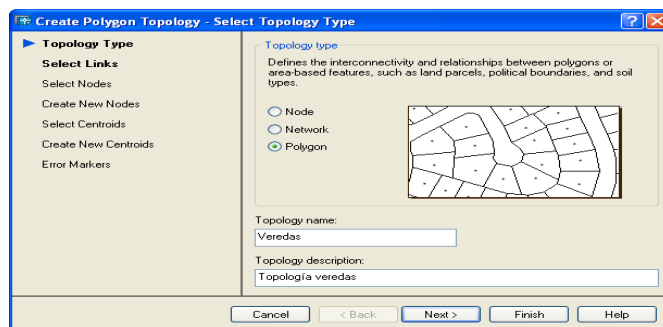 Create Polygon Topology - Select Topology Type
Topology Type
Select Links
Select Nodes
Create New Nodes
Select Centroids
Create New Centroids
Error Markers
Topology type
Defines the interconnectivity and relationships between polygons or
area-based features, such as land parcels, political boundaries, and soil
types.
Node
Network
Polygon
Topology name:
Veredas
Topology description:
Topología veredas
Cancel
< Back
Next >
Finish
Help